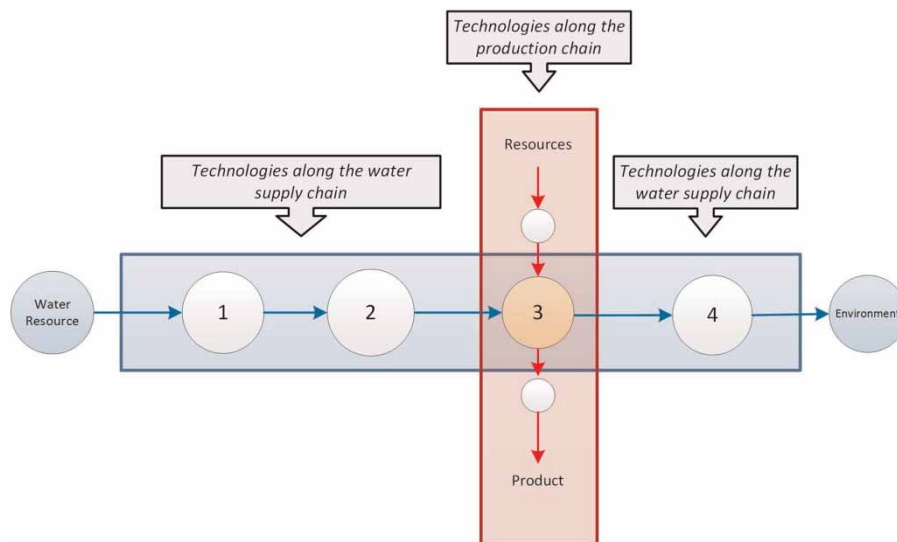 Technologies along the
production chain
Technologies along the water
supply chain
Technologies along the
water supply chain
Resources
Water
Resource
1
2
3
4
Environment
Product